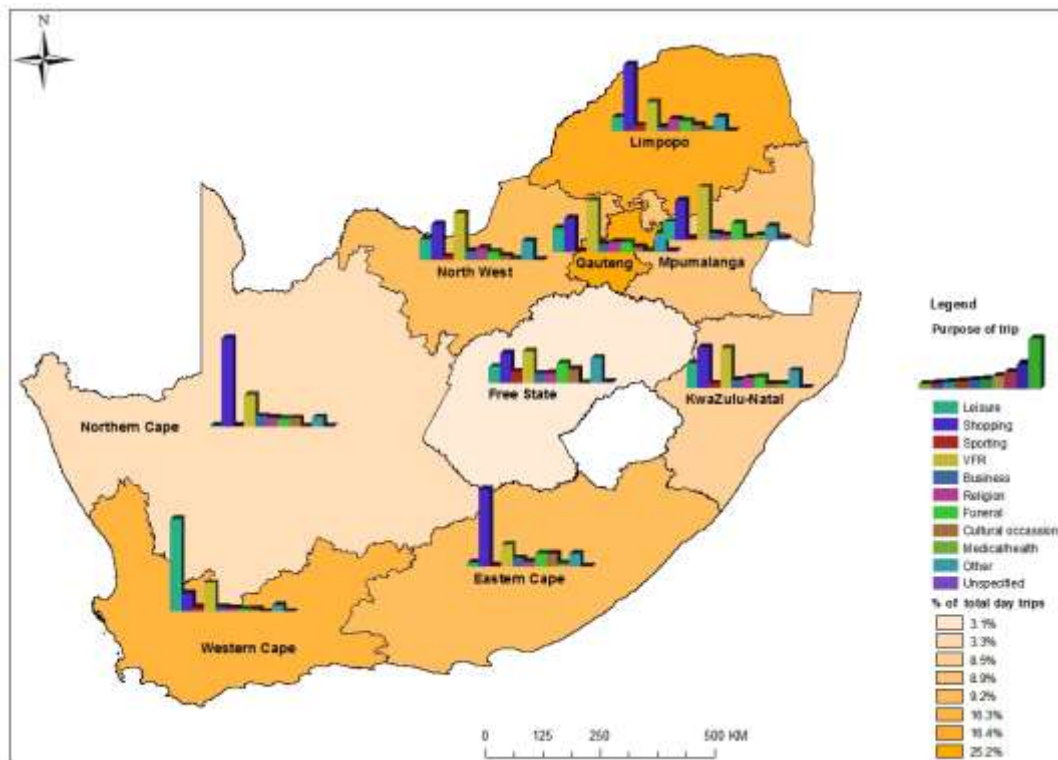 N
Limpopo
North West
Gauteng
Mpumalanga
Free State
KwaZulu-Natal
Northern Cape
Eastern Cape
Western Cape
0 125 250 500 KM
Legend
Purpose of trip
Leisure
Shopping
Sporting
VFR
Business
Religion
Funeral
Cultural occassion
Medical/health
Other
Unspecified
% of total day trips
3.1%
3.3%
8.5%
8.9%
9.2%
16.3%
16.4%
25.2%